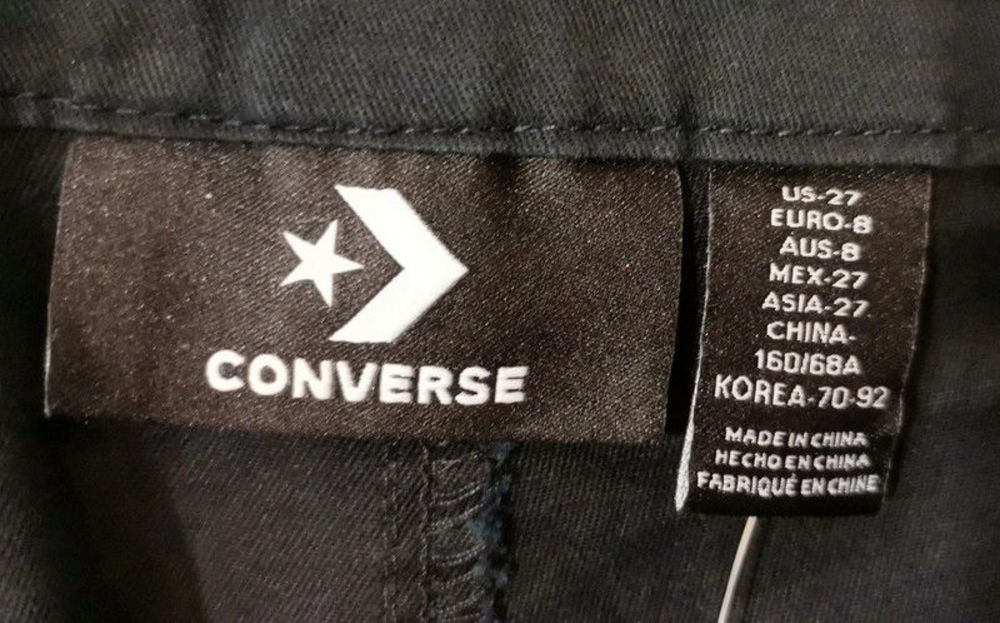 CONVERSE
US-27
EURO-8
AUS-8
MEX-27
ASIA-27
CHINA-
160/68A
KOREA-70-92
MADE IN CHINA
HECHO EN CHINA
FABRIQUÉ EN CHINE